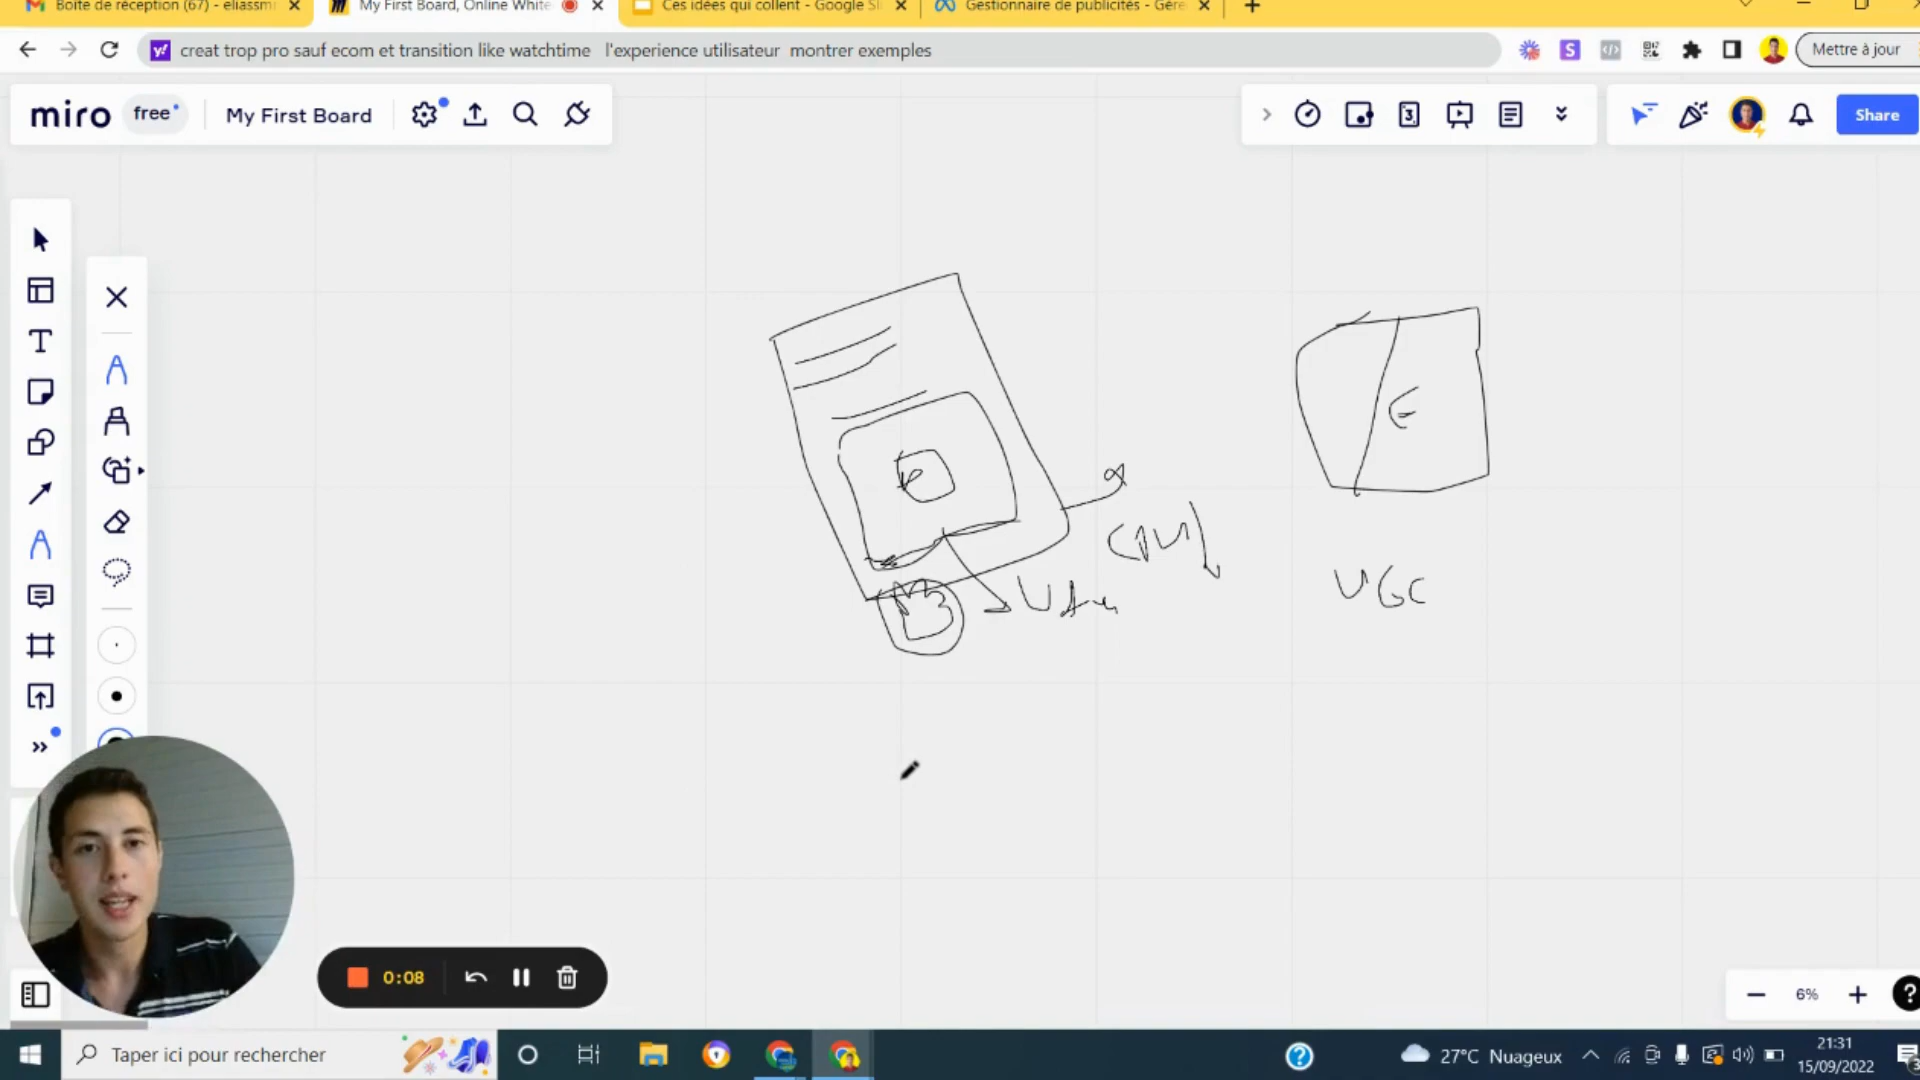 Boîte de réception (67) - eliassm
My First Board, Online White
Ces idées qui collent - Google Sl
Gestionnaire de publicités - Gére
creat trop pro sauf ecom et transition like watchtime l'experience utilisateur montrer exemples
Mettre à jour
miro
free
My First Board
3
Share
E
UGC
B
0:08
6%
Taper ici pour rechercher
27°C Nuageux
21:31
15/09/2022